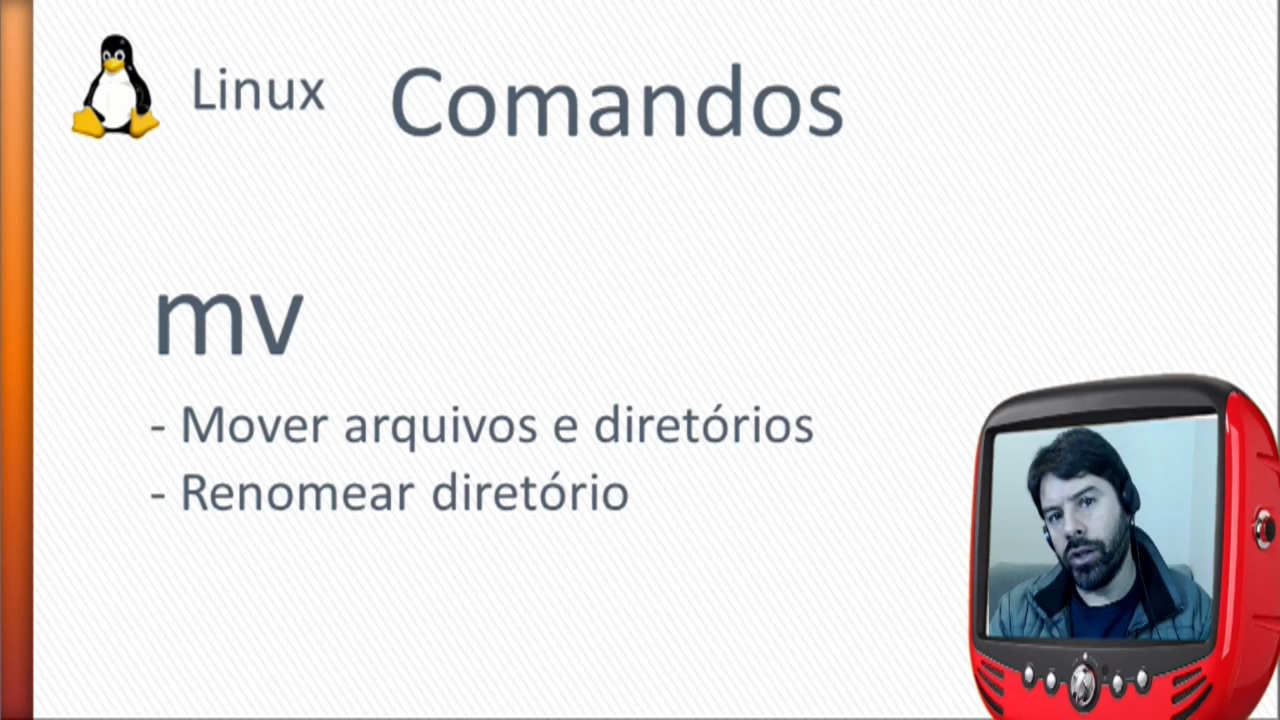 Linux Comandos
mv
- Mover arquivos e diretórios
- Renomear diretório